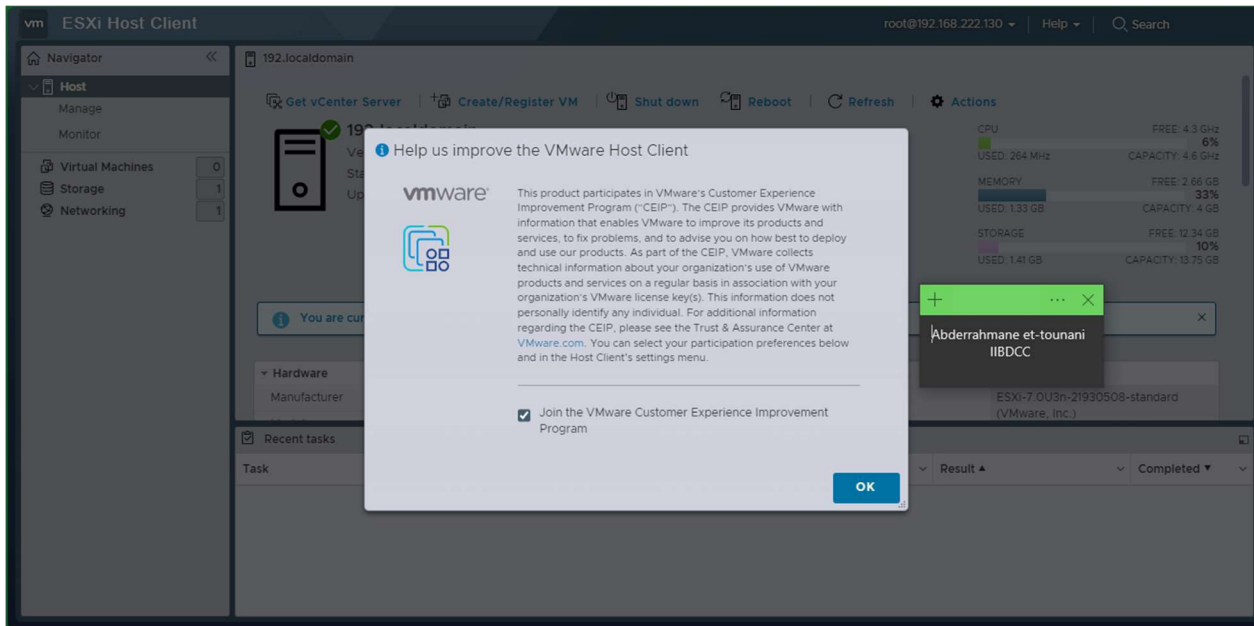 vm ESXi Host Client
root@192.168.222.130
Help
Search
Navigator
Host
Manage
Monitor
Virtual Machines 0
Storage 1
Networking 1
192.localdomain
Get vCenter Server
Create/Register VM
Shut down
Reboot
Refresh
Actions
CPU
FREE: 4.3 GHz
6%
USED: 264 MHz
CAPACITY: 4.6 GHz
MEMORY
FREE: 2.66 GB
33%
USED: 1.33 GB
CAPACITY: 4 GB
STORAGE
FREE: 12.34 GB
10%
USED: 1.41 GB
CAPACITY: 13.75 GB
You are cur
Hardware
Manufacturer
ESXi-7.0U3n-21930508-standard
(VMware, Inc.)
Help us improve the VMware Host Client
vmware
This product participates in VMware's Customer Experience
Improvement Program ("CEIP"). The CEIP provides VMware with
information that enables VMware to improve its products and
services, to fix problems, and to advise you on how best to deploy
and use our products. As part of the CEIP, VMware collects
technical information about your organization's use of VMware
products and services on a regular basis in association with your
organization's VMware license key(s). This information does not
personally identify any individual. For additional information
regarding the CEIP, please see the Trust & Assurance Center at
VMware.com. You can select your participation preferences below
and in the Host Client's settings menu.
Join the VMware Customer Experience Improvement
Program
OK
Abderrahmane et-tounani
IIBDCC
Recent tasks
Task
Result
Completed